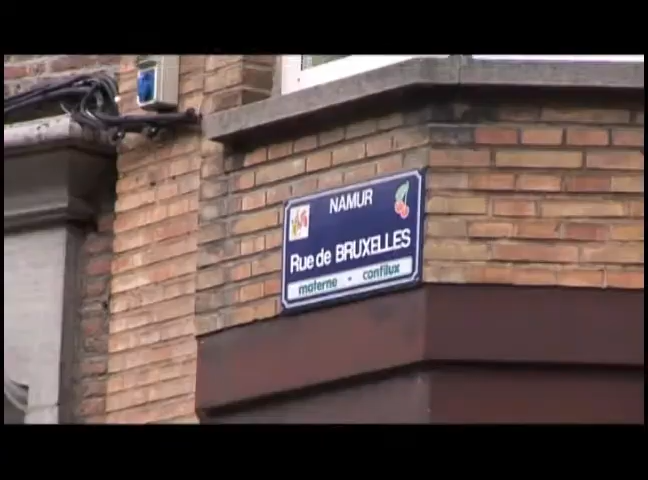 NAMUR
Rue de BRUXELLES
materne • confilux